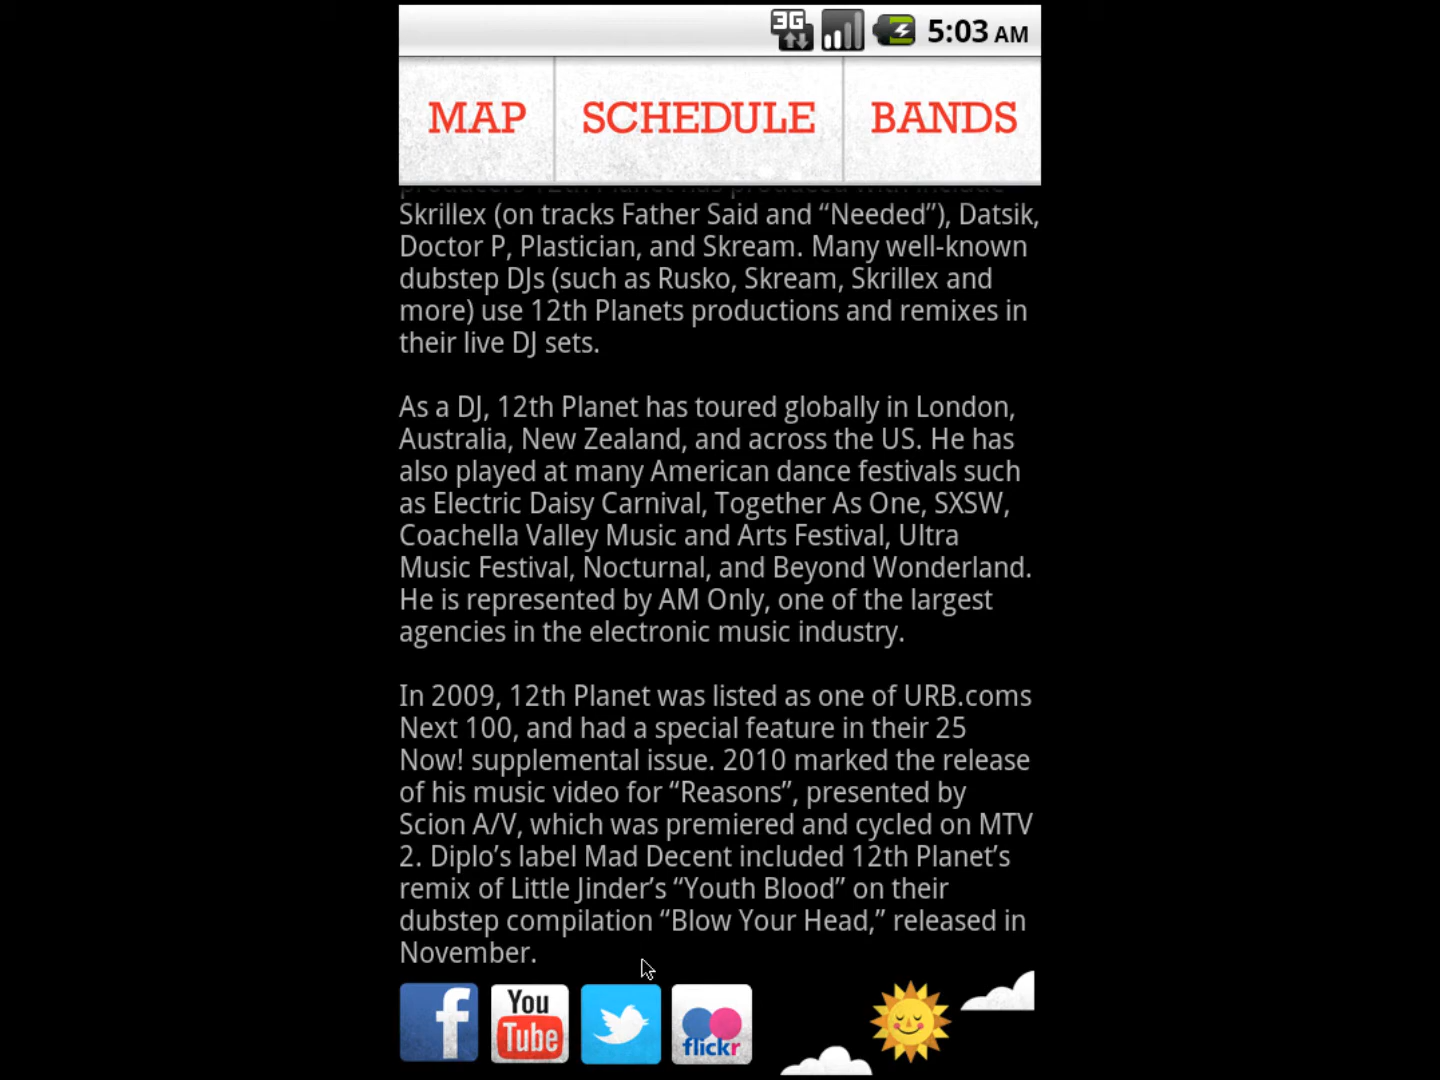 3G 5:03 AM
MAP SCHEDULE BANDS
Skrillex (on tracks Father Said and “Needed”), Datsik,
Doctor P, Plastician, and Skream. Many well-known
dubstep DJs (such as Rusko, Skream, Skrillex and
more) use 12th Planets productions and remixes in
their live DJ sets.
As a DJ, 12th Planet has toured globally in London,
Australia, New Zealand, and across the US. He has
also played at many American dance festivals such
as Electric Daisy Carnival, Together As One, SXSW,
Coachella Valley Music and Arts Festival, Ultra
Music Festival, Nocturnal, and Beyond Wonderland.
He is represented by AM Only, one of the largest
agencies in the electronic music industry.
In 2009, 12th Planet was listed as one of URB.coms
Next 100, and had a special feature in their 25
Now! supplemental issue. 2010 marked the release
of his music video for “Reasons”, presented by
Scion A/V, which was premiered and cycled on MTV
2. Diplo’s label Mad Decent included 12th Planet’s
remix of Little Jinder’s “Youth Blood” on their
dubstep compilation “Blow Your Head,” released in
November.
f You Tube flickr